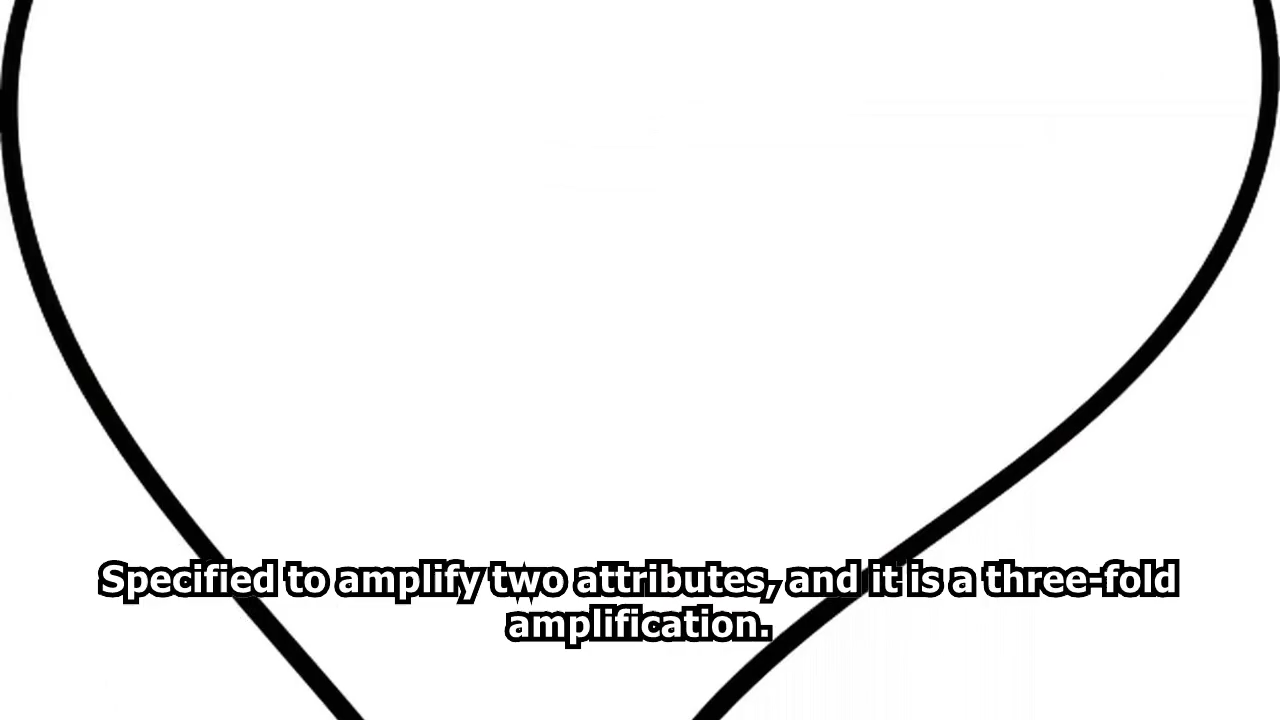 Specified to amplify two attributes, and it is a three-fold
amplification.